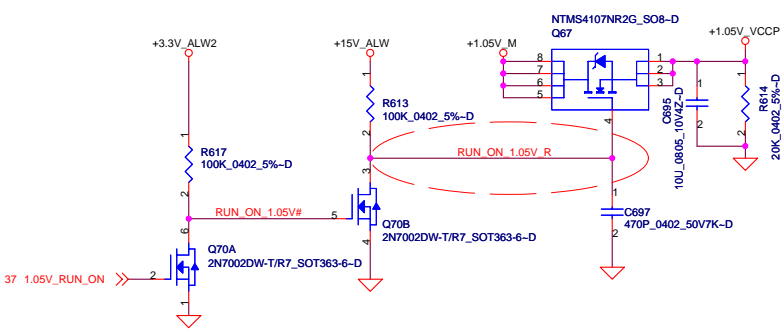 NTMS4107NR2G_SO8~D
Q67
+3.3V_ALW2
+15V_ALW
+1.05V_M
+1.05V_VCCP
8
7
6
5
1
2
3
4
1
R613
100K_0402_5%~D
2
1
C695
10U_0805_10V4Z~D
2
1
R614
20K_0402_5%~D
2
1
R617
100K_0402_5%~D
2
RUN_ON_1.05V_R
3
RUN_ON_1.05V#
5
Q70B
2N7002DW-T/R7_SOT363-6~D
4
1
C697
470P_0402_50V7K~D
2
6
Q70A
2N7002DW-T/R7_SOT363-6~D
37 1.05V_RUN_ON
2
1